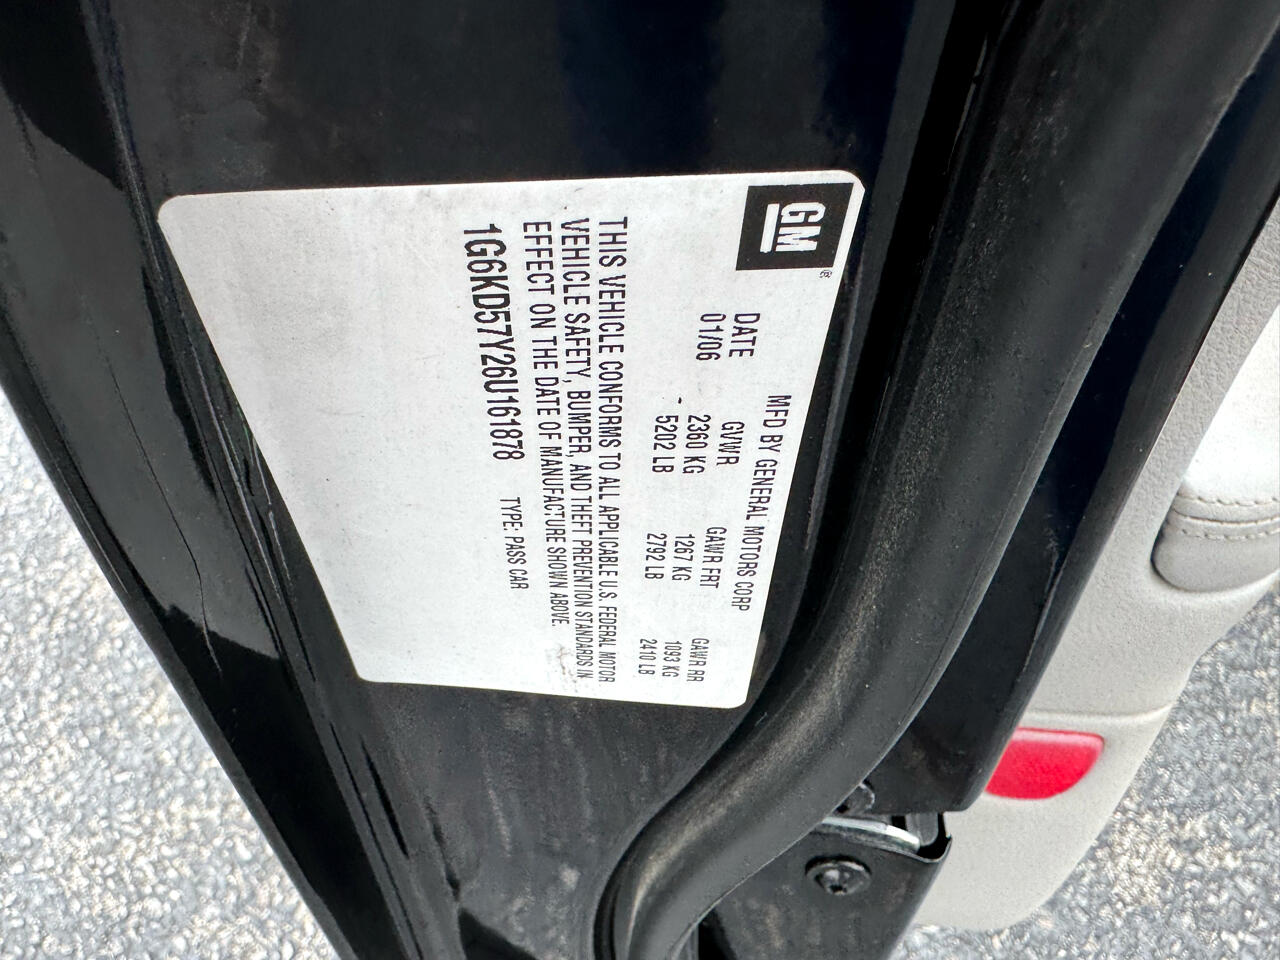 GM®
MFD BY GENERAL MOTORS CORP
DATE GVWR GAWR FRT GAWR RR
01/06 2360 KG 1267 KG 1093 KG
- 5202 LB 2792 LB 2410 LB
THIS VEHICLE CONFORMS TO ALL APPLICABLE U.S. FEDERAL MOTOR
VEHICLE SAFETY, BUMPER, AND THEFT PREVENTION STANDARDS IN
EFFECT ON THE DATE OF MANUFACTURE SHOWN ABOVE.
1G6KD57Y26U161878 TYPE: PASS CAR